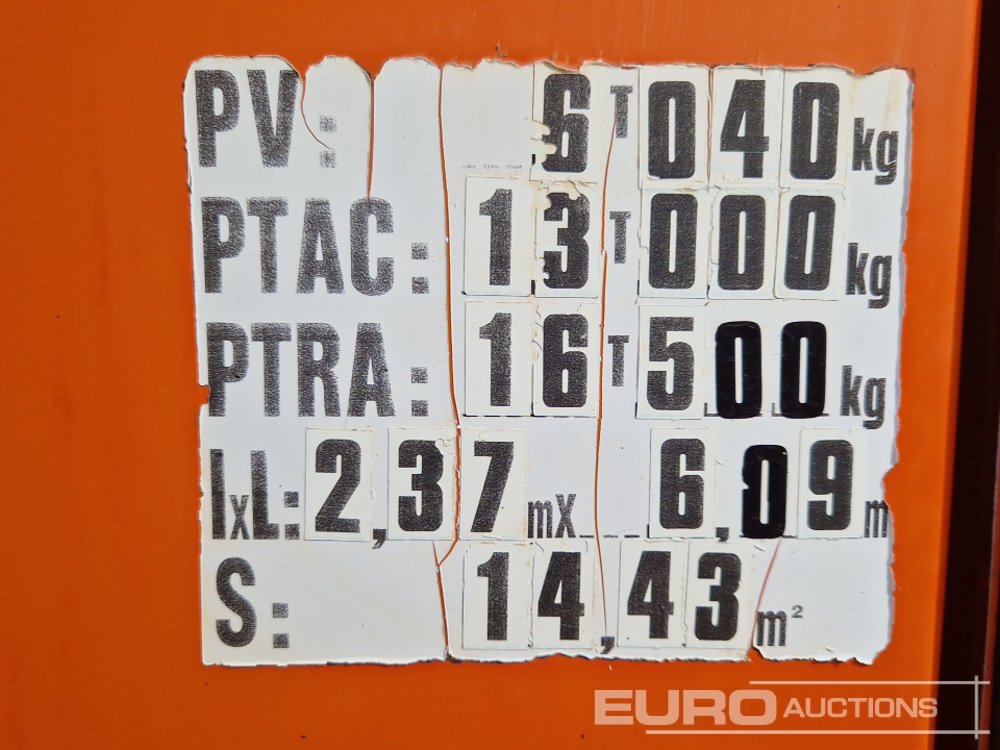 PV: 6 T 040 kg
PTAC: 13 T 000 kg
PTRA: 16 T 500 kg
lxL: 2,37 mx 6,09 m
S: 14,43 m²
EURO AUCTIONS